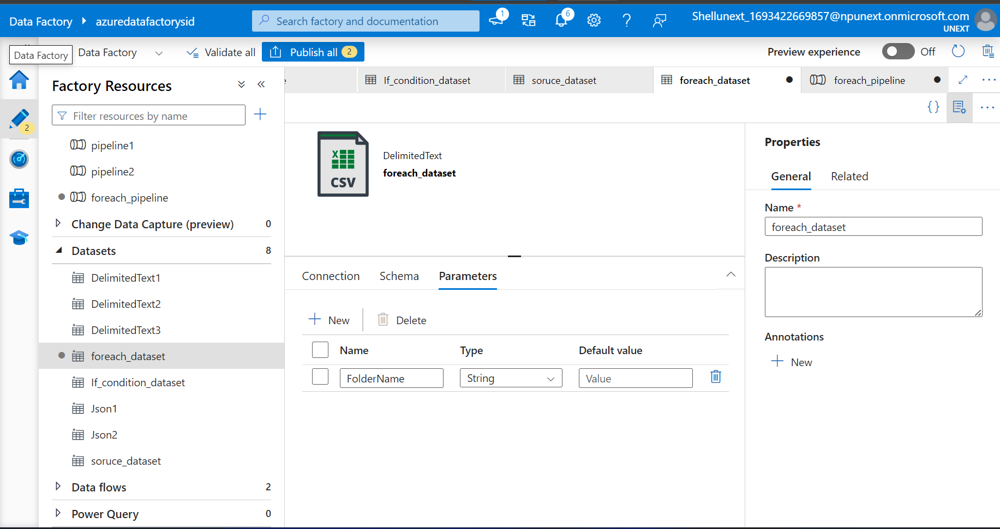 Data Factory azuredatafactorysid
Search factory and documentation
1
6
Shellunext_1693422669857@npunext.onmicrosoft.com
UNEXT
Data Factory
Data Factory
Validate all
Publish all 2
Preview experience
Off
2
Factory Resources
Filter resources by name
pipeline1
pipeline2
foreach_pipeline
Change Data Capture (preview) 0
Datasets 8
DelimitedText1
DelimitedText2
DelimitedText3
foreach_dataset
If_condition_dataset
Json1
Json2
soruce_dataset
Data flows 2
Power Query 0
If_condition_dataset
soruce_dataset
foreach_dataset
foreach_pipeline
X
CSV
DelimitedText
foreach_dataset
Connection Schema Parameters
New Delete
Name Type Default value
FolderName String Value
Properties
General Related
Name *
foreach_dataset
Description
Annotations
New